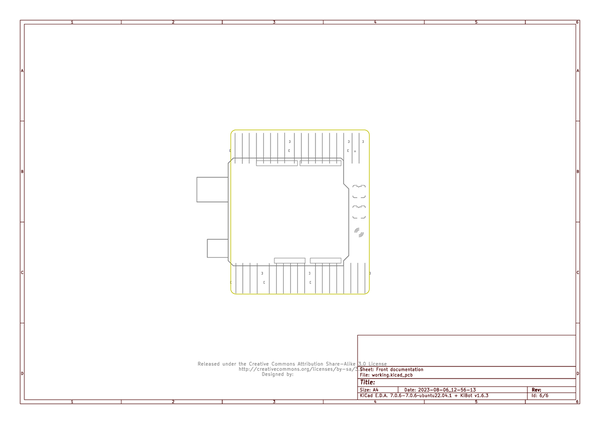 1 2 3 4 5 6
A A
B B
C C
D D
Released under the Creative Commons Attribution Share-Alike 3.0 License
http://creativecommons.org/licenses/by-sa/3
Designed by:
Sheet: Front documentation
File: working.kicad_pcb
Title:
Size: A4 Date: 2023-08-06_12-56-13 Rev:
KiCad E.D.A. 7.0.6-7.0.6~ubuntu22.04.1 + KiBot v1.6.3 Id: 6/6
1 2 3 4 5 6